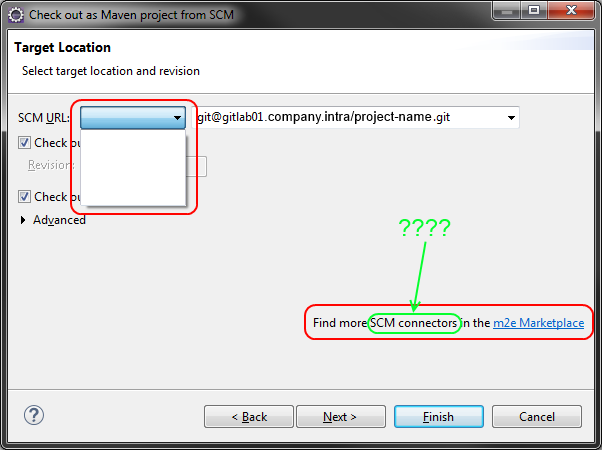 Check out as Maven project from SCM
Target Location
Select target location and revision
SCM URL:
git@gitlab01.company.intra/project-name.git
Check ou
Revision:
Check ou
Advanced
????
Find more SCM connectors in the m2e Marketplace
?
< Back
Next >
Finish
Cancel